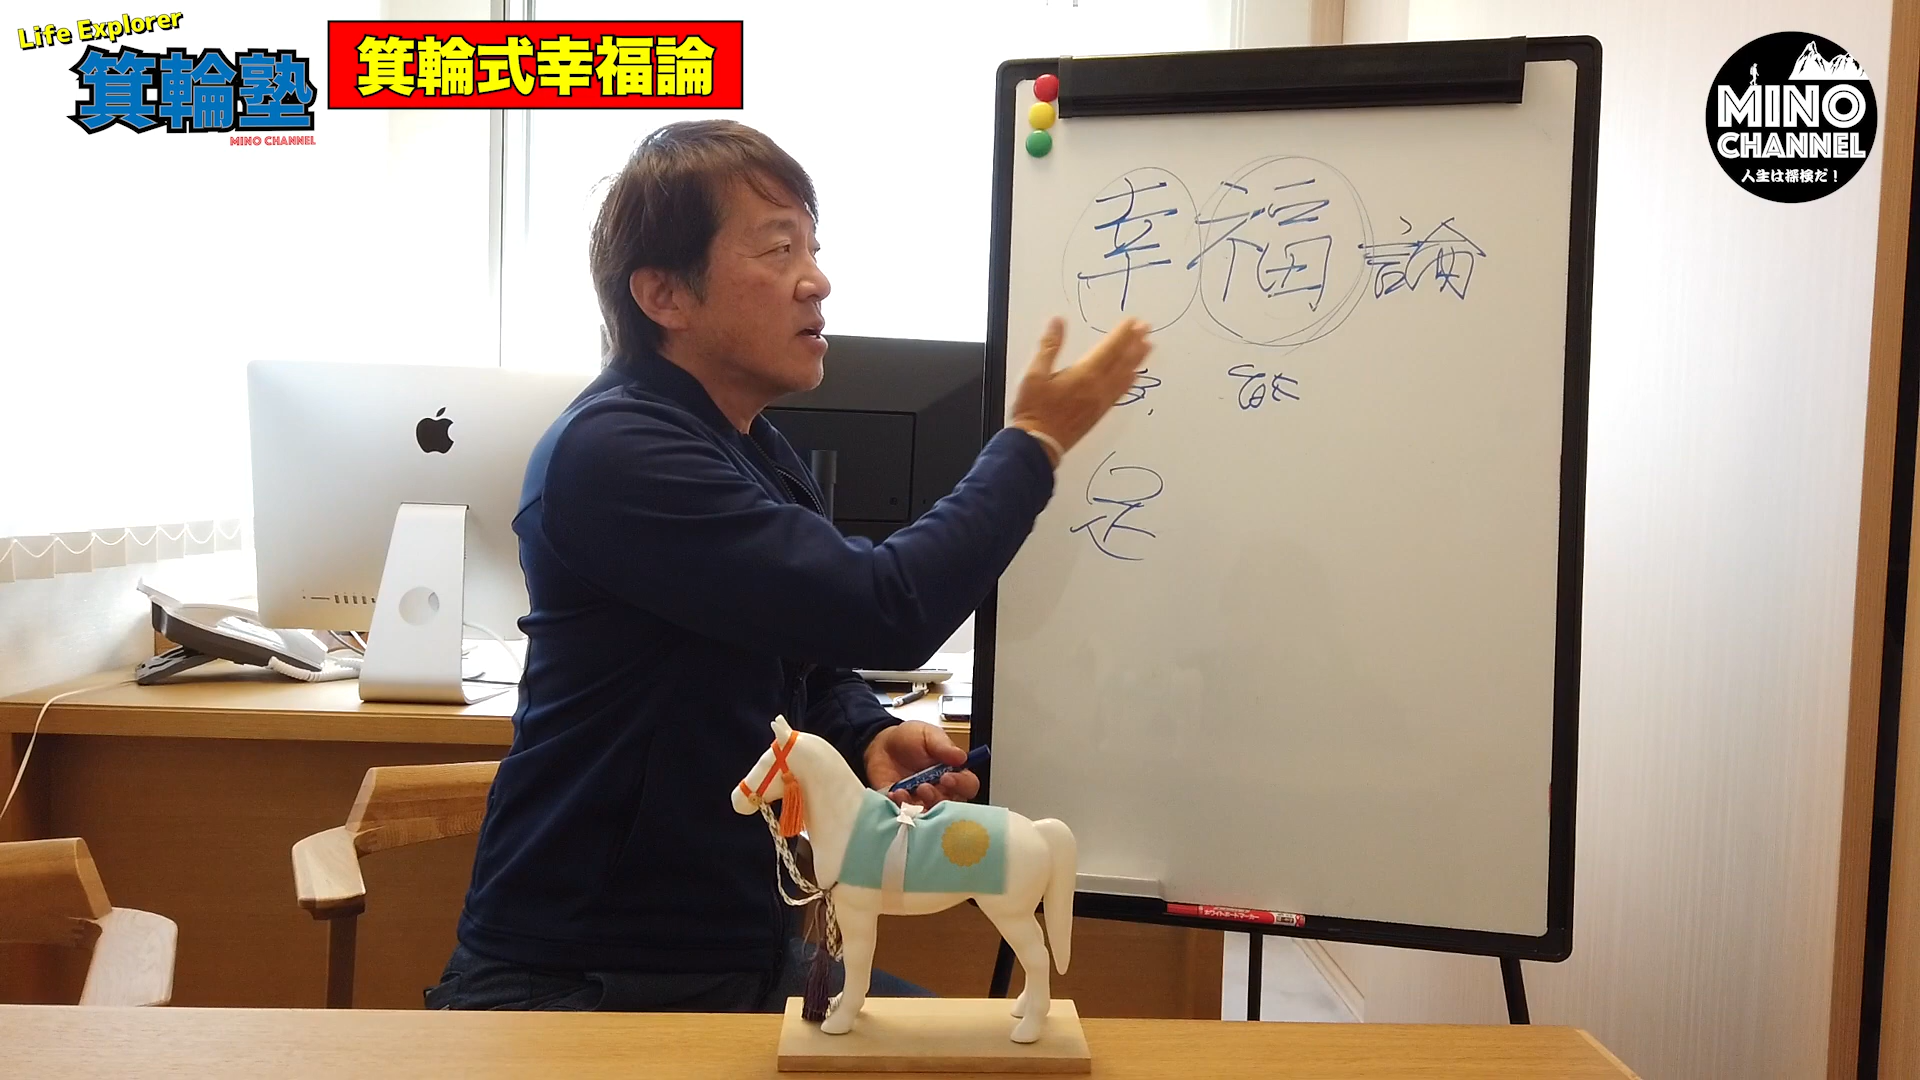 Life Explorer
箕輪塾
MINO CHANNEL
箕輪式幸福論
MINO
CHANNEL
人生は探検だ！
幸福論
足